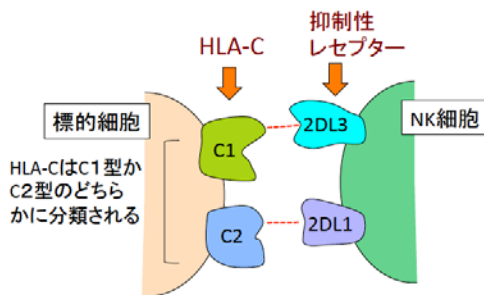 HLA-C
抑制性
レセプター
標的細胞
NK細胞
C1
2DL3
HLA-CはC1型か
C2型のどちら
かに分類される
C2
2DL1